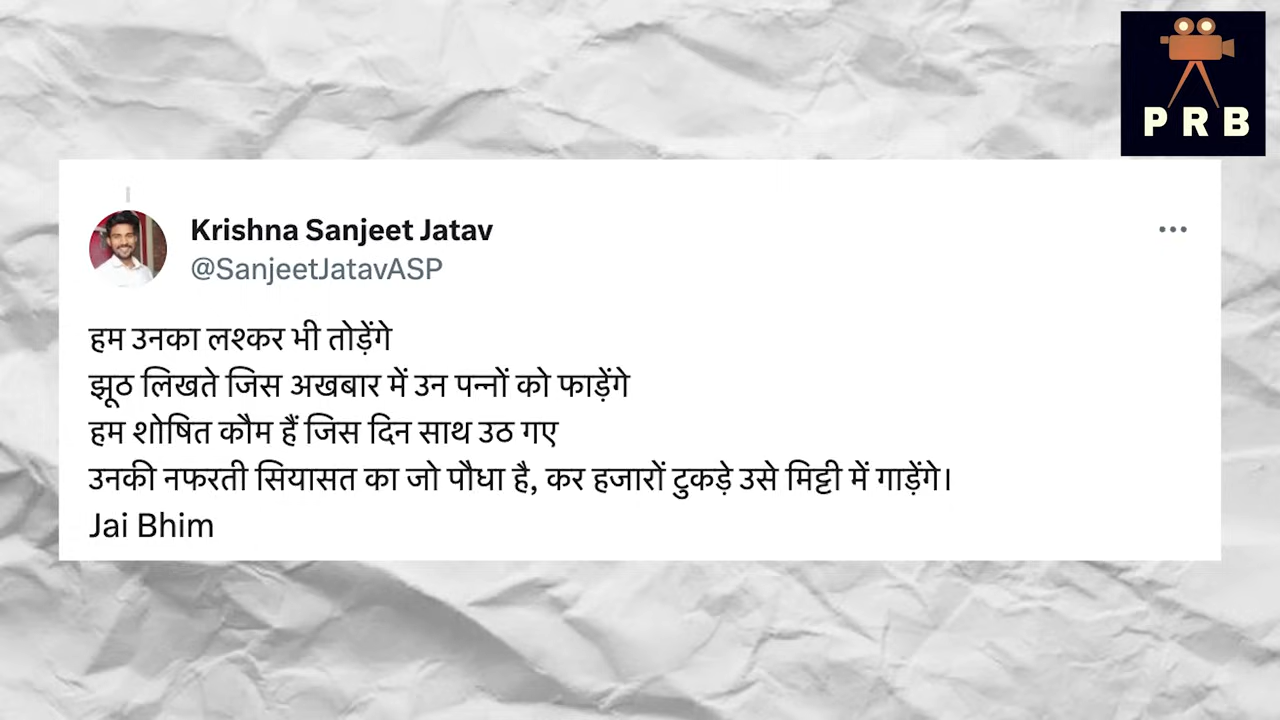 PRB
Krishna Sanjeet Jatav
@SanjeetJatavASP
हम उनका लश्कर भी तोड़ेंगे
झूठ लिखते जिस अखबार में उन पन्नों को फाड़ेंगे
हम शोषित कौम हैं जिस दिन साथ उठ गए
उनकी नफरती सियासत का जो पौधा है, कर हजारों टुकड़े उसे मिट्टी में गाड़ेंगे।
Jai Bhim